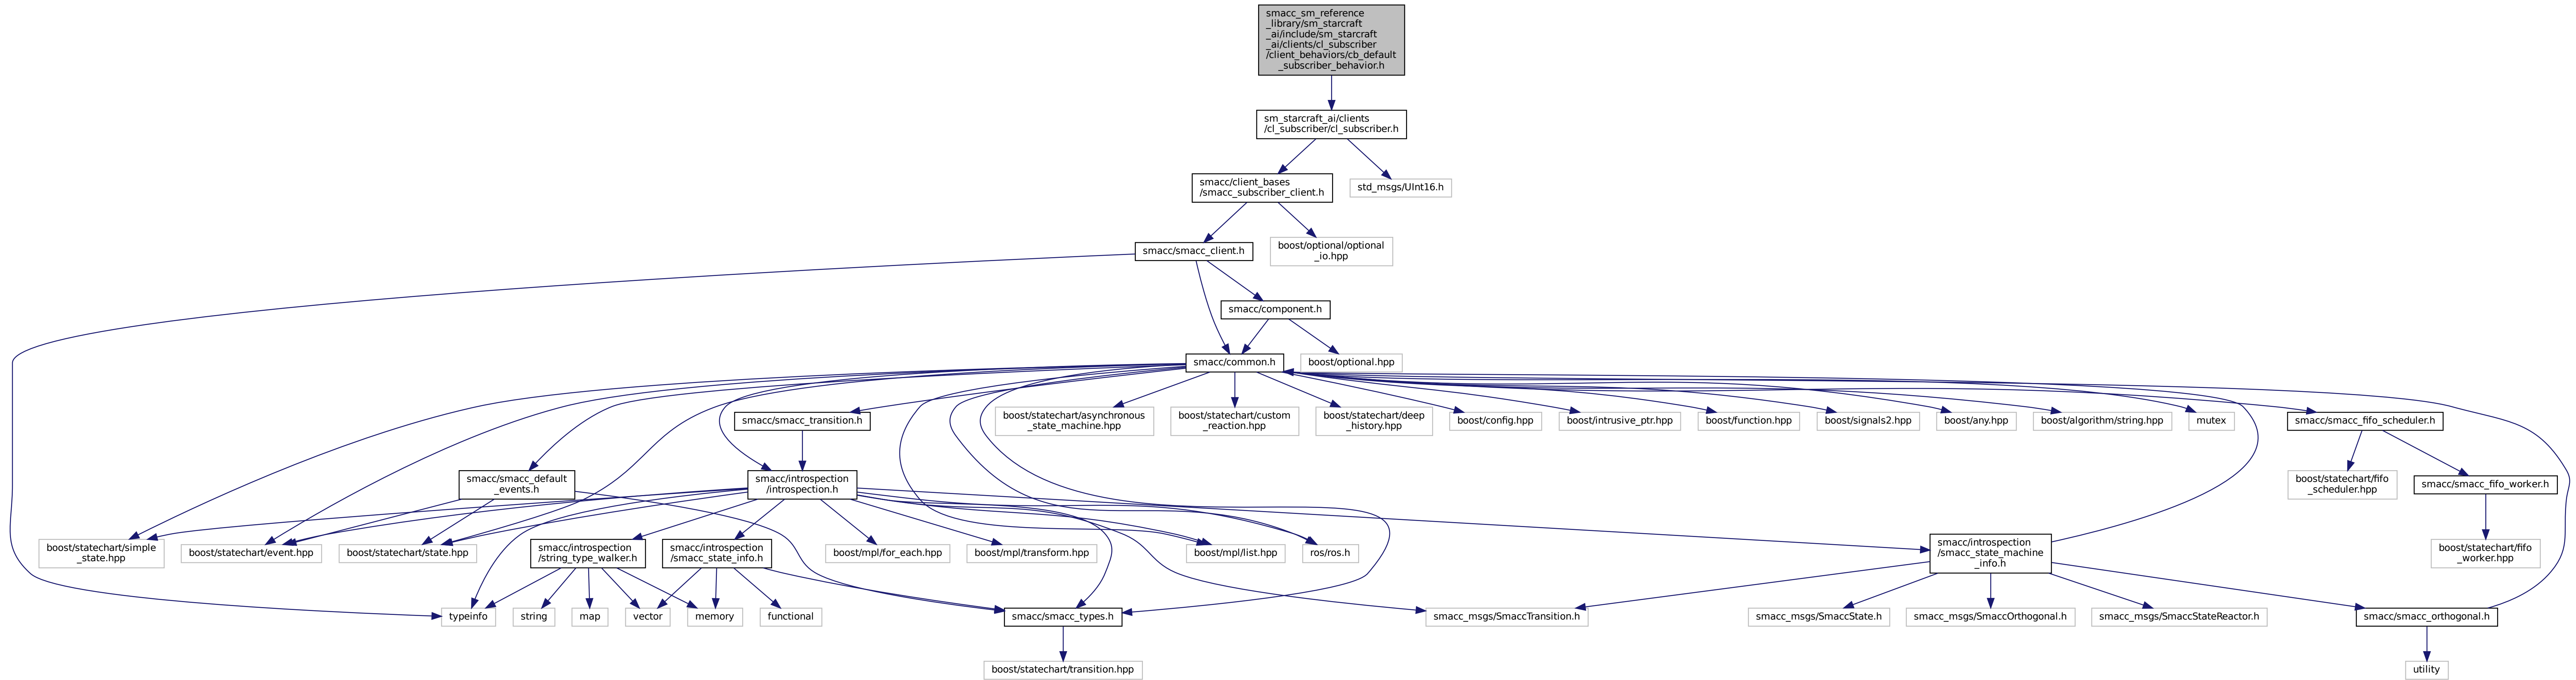 smacc_sm_reference
_library/sm_starcraft
_ai/include/sm_starcraft
_ai/clients/cl_subscriber
/client_behaviors/cb_default
_subscriber_behavior.h
sm_starcraft_ai/clients
/cl_subscriber/cl_subscriber.h
smacc/client_bases
/smacc_subscriber_client.h
std_msgs/UInt16.h
smacc/smacc_client.h
boost/optional/optional
_io.hpp
smacc/component.h
smacc/common.h
boost/optional.hpp
smacc/smacc_transition.h
boost/statechart/asynchronous
_state_machine.hpp
boost/statechart/custom
_reaction.hpp
boost/statechart/deep
_history.hpp
boost/config.hpp
boost/intrusive_ptr.hpp
boost/function.hpp
boost/signals2.hpp
boost/any.hpp
boost/algorithm/string.hpp
mutex
smacc/smacc_fifo_scheduler.h
smacc/smacc_default
_events.h
smacc/introspection
/introspection.h
boost/statechart/fifo
_scheduler.hpp
smacc/smacc_fifo_worker.h
boost/statechart/simple
_state.hpp
boost/statechart/event.hpp
boost/statechart/state.hpp
smacc/introspection
/string_type_walker.h
smacc/introspection
/smacc_state_info.h
boost/mpl/for_each.hpp
boost/mpl/transform.hpp
boost/mpl/list.hpp
ros/ros.h
smacc/introspection
/smacc_state_machine
_info.h
boost/statechart/fifo
_worker.hpp
typeinfo
string
map
vector
memory
functional
smacc/smacc_types.h
smacc_msgs/SmaccTransition.h
smacc_msgs/SmaccState.h
smacc_msgs/SmaccOrthogonal.h
smacc_msgs/SmaccStateReactor.h
smacc/smacc_orthogonal.h
boost/statechart/transition.hpp
utility